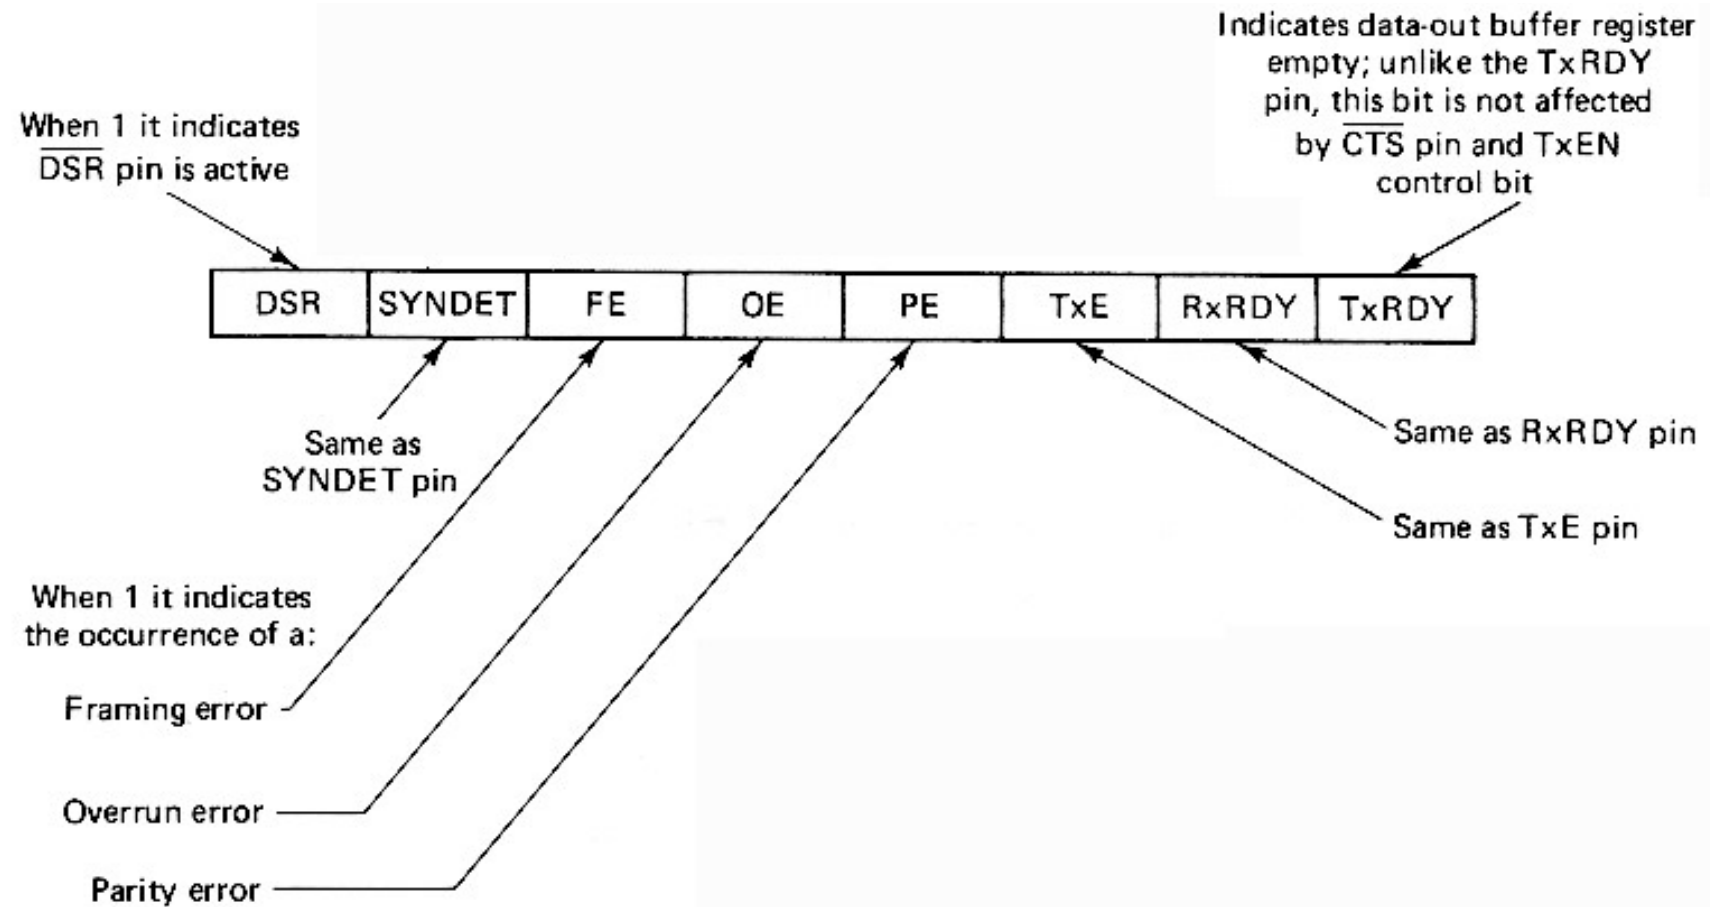 Indicates data-out buffer register
empty; unlike the TxRDY
pin, this bit is not affected
by C̅T̅S̅ pin and TxEN
control bit
When 1 it indicates
D̅S̅R̅ pin is active
DSR SYNDET FE OE PE TxE RxRDY TxRDY
Same as
SYNDET pin
Same as RxRDY pin
Same as TxE pin
When 1 it indicates
the occurrence of a:
Framing error
Overrun error
Parity error